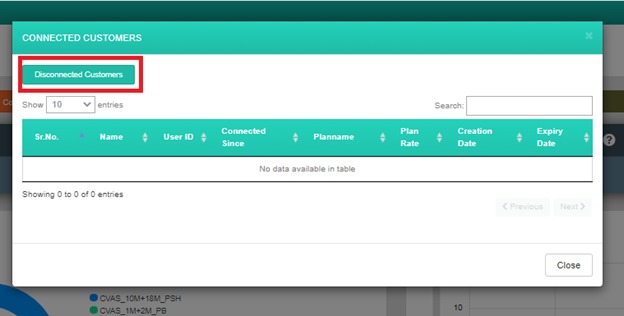 CONNECTED CUSTOMERS ×
Disconnected Customers
Show 10 entries
Search:
Sr.No. Name User ID Connected Since Planname Plan Rate Creation Date Expiry Date
No data available in table
Showing 0 to 0 of 0 entries
Previous Next
Close
CVAS_10M+18M_PSH
CVAS_1M+2M_PB
10